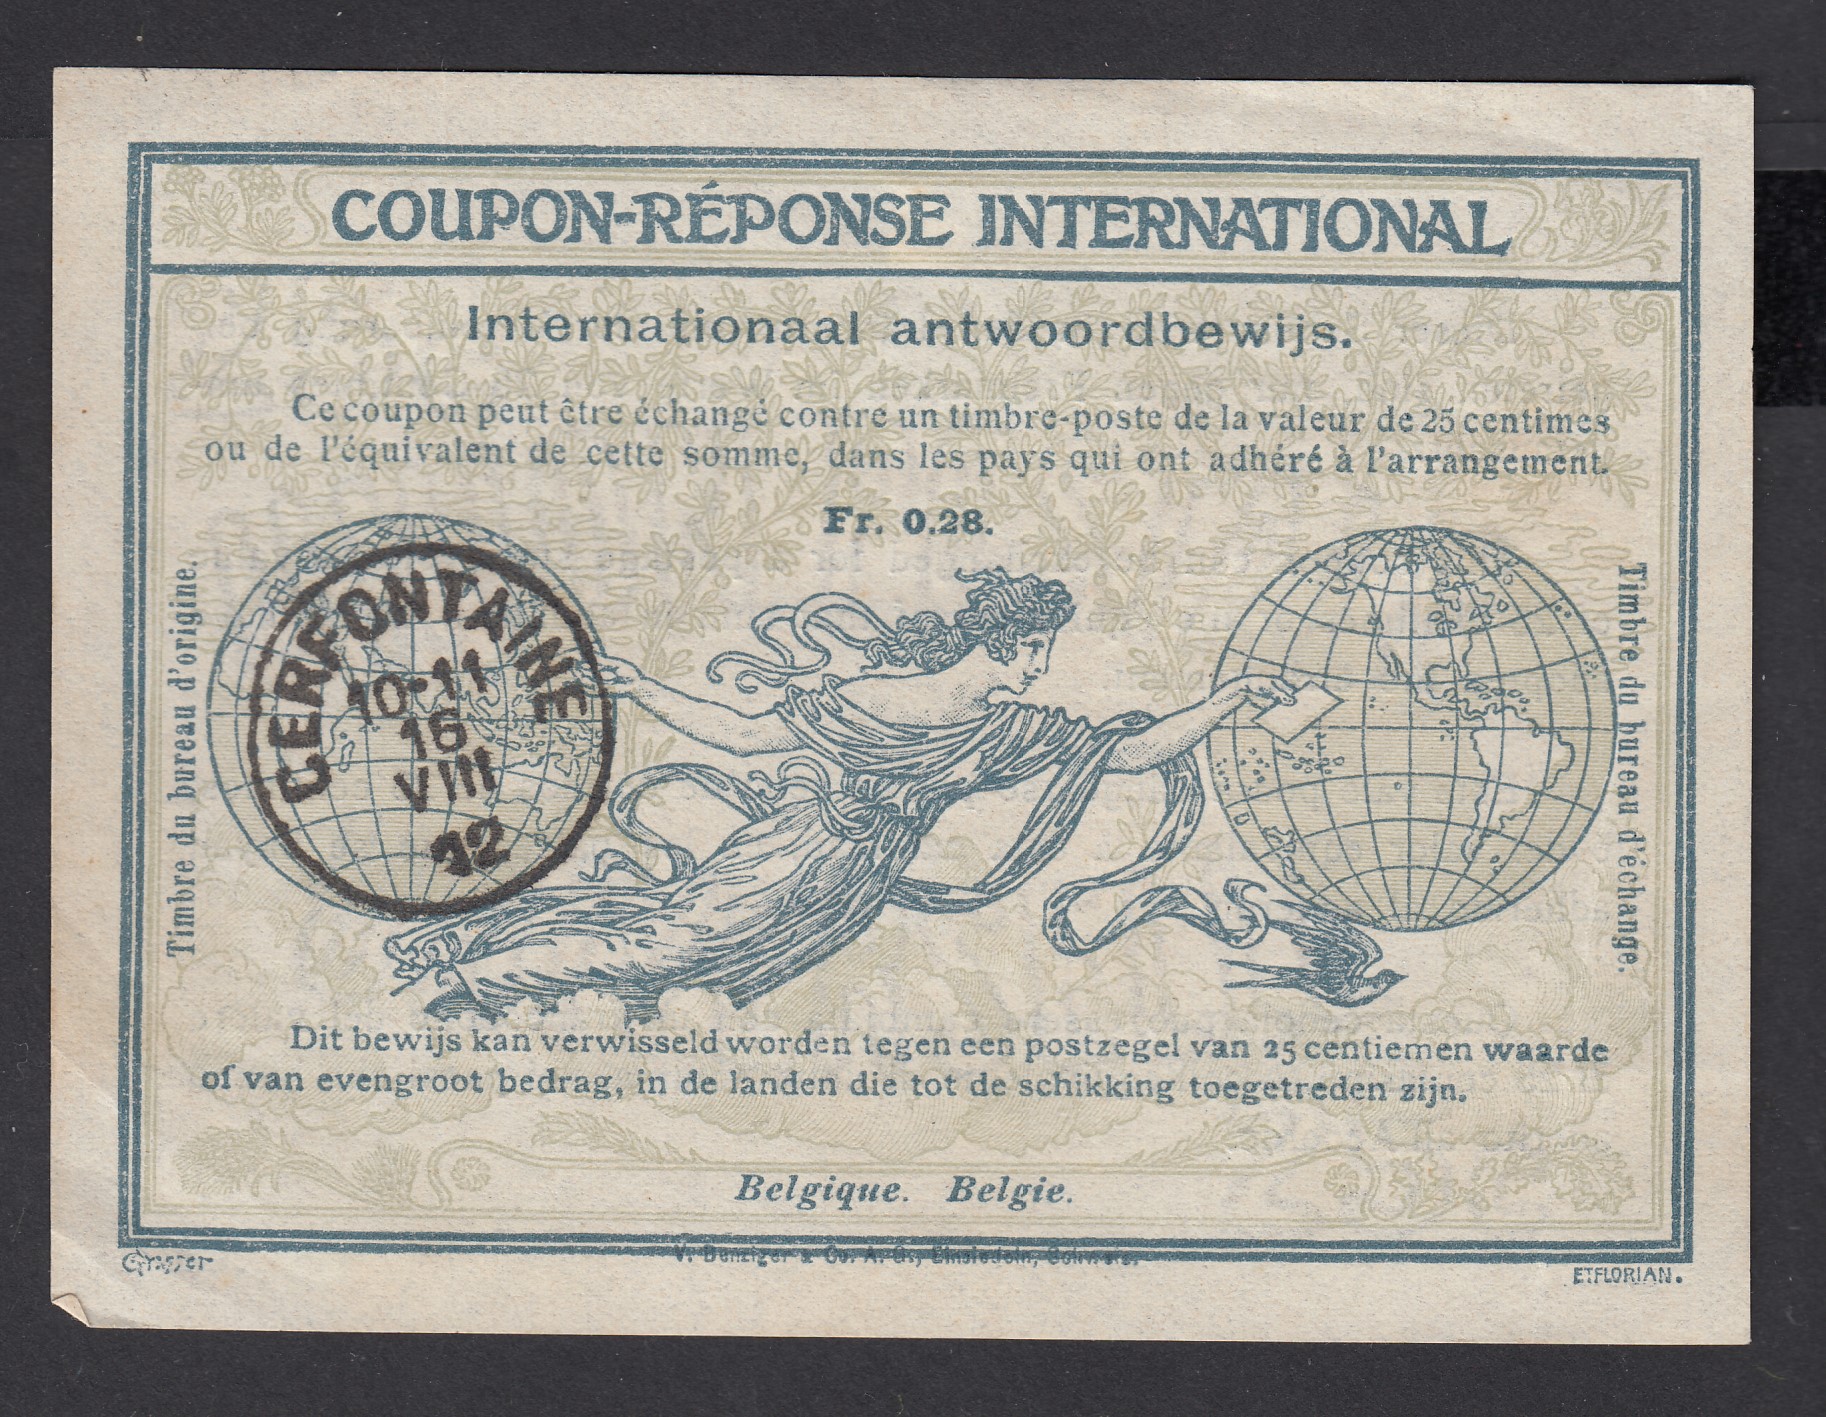 COUPON-RÉPONSE INTERNATIONAL
Internationaal antwoordbewijs.
Ce coupon peut être échangé contre un timbre-poste de la valeur de 25 centimes
ou de l'équivalent de cette somme, dans les pays qui ont adhéré à l'arrangement.
Fr. 0.28.
Timbre du bureau d'origine.
CERFONTAINE
10-11
16
VIII
Timbre du bureau d'échange.
Dit bewijs kan verwisseld worden tegen een postzegel van 25 centiemen waarde
of van evengroot bedrag, in de landen die tot de schikking toegetreden zijn.
Belgique. Belgie.
Grasset
& Co. A. G., Einsiedeln,
ETFLORIAN.